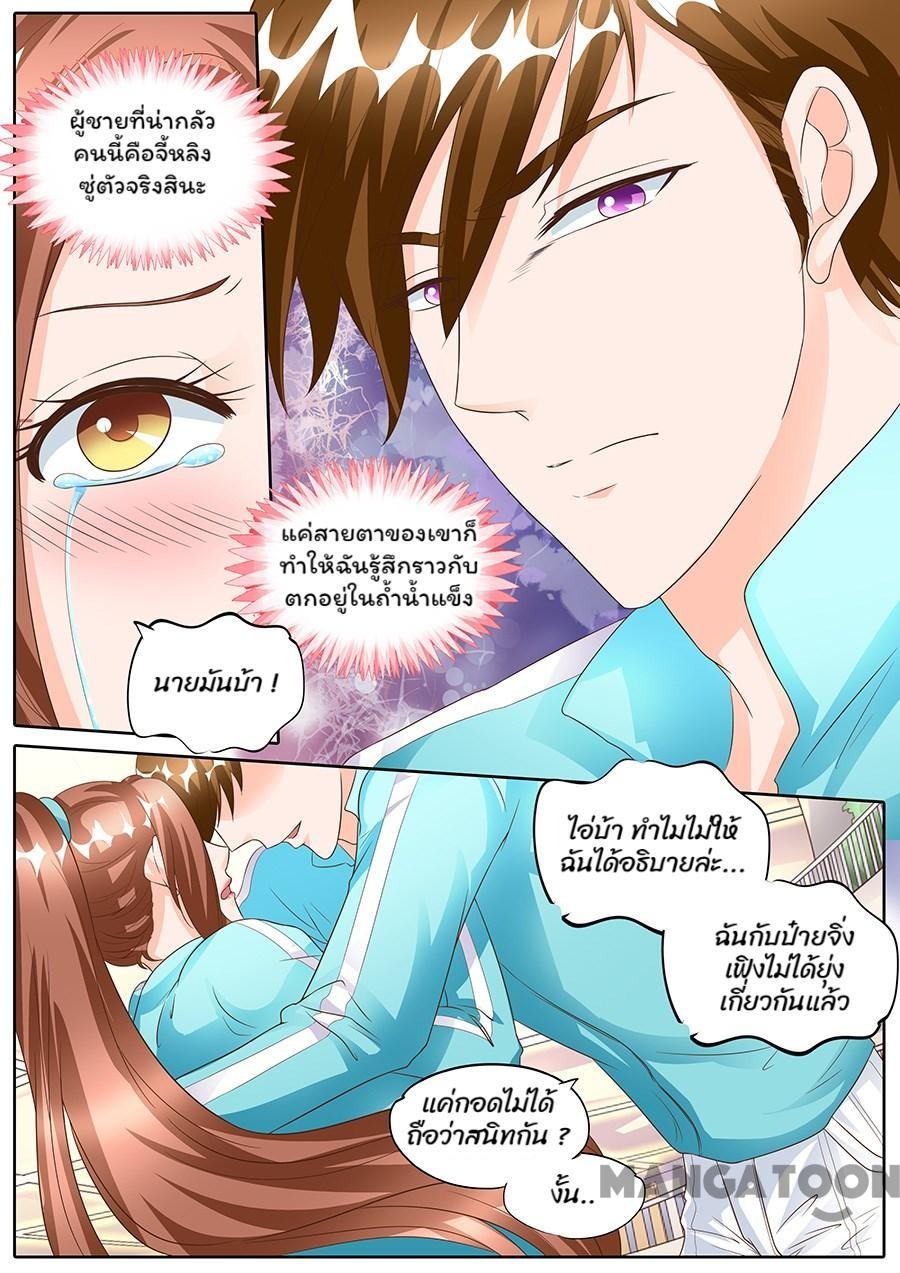 ผู้ชายที่น่ากลัว
คนนี้คือจี้หลิง
ซู่ตัวจริงสินะ
แค่สายตาของเขาก็
ทำให้ฉันรู้สึกราวกับ
ตกอยู่ในถ้ำน้ำแข็ง
นายมันบ้า !
ไอ่บ้า ทำไมไม่ให้
ฉันได้อธิบายล่ะ...
ฉันกับป๋ายจิ่ง
เฟิงไม่ได้ยุ่ง
เกี่ยวกันแล้ว
แค่กอดไม่ได้
ถือว่าสนิทกัน ?
งั้น..
MANGATOON